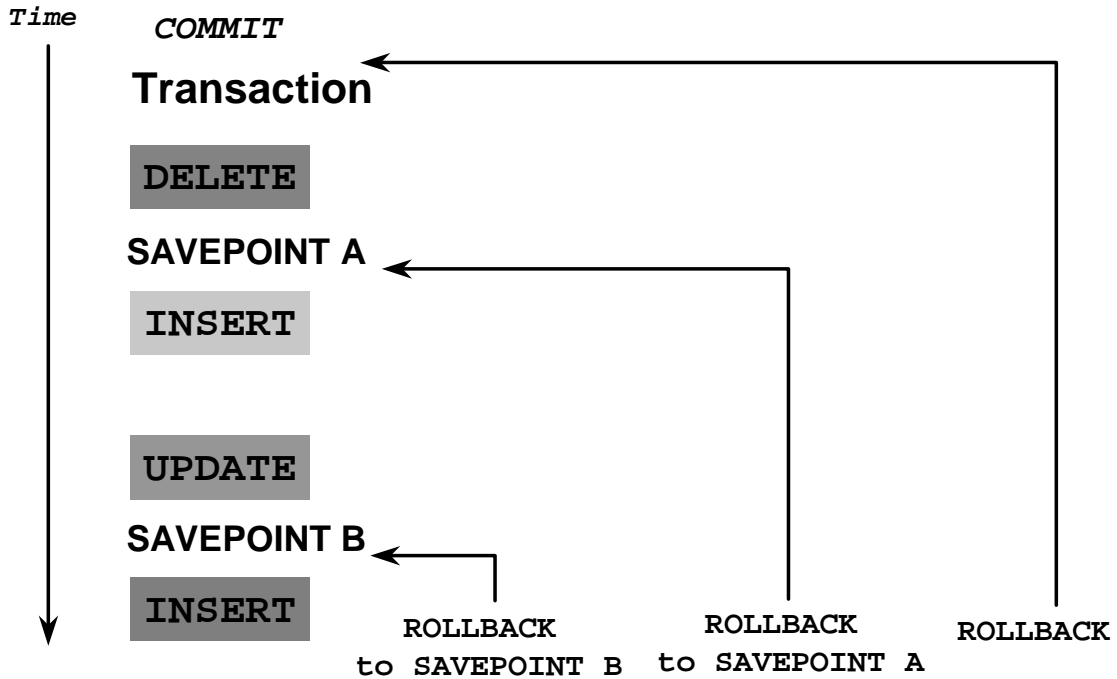 Time
COMMIT
Transaction
DELETE
SAVEPOINT A
INSERT
UPDATE
SAVEPOINT B
INSERT
ROLLBACK
to SAVEPOINT B
ROLLBACK
to SAVEPOINT A
ROLLBACK